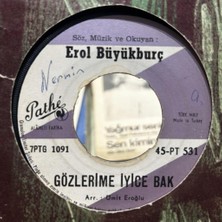 Söz, Müzik ve Okuyan :
Erol Büyükburç
Nermin
Pathé
7PTG 1091
45-PT 531
GÖZLERİME İYİCE BAK
Arr. : Ümit Eroğlu